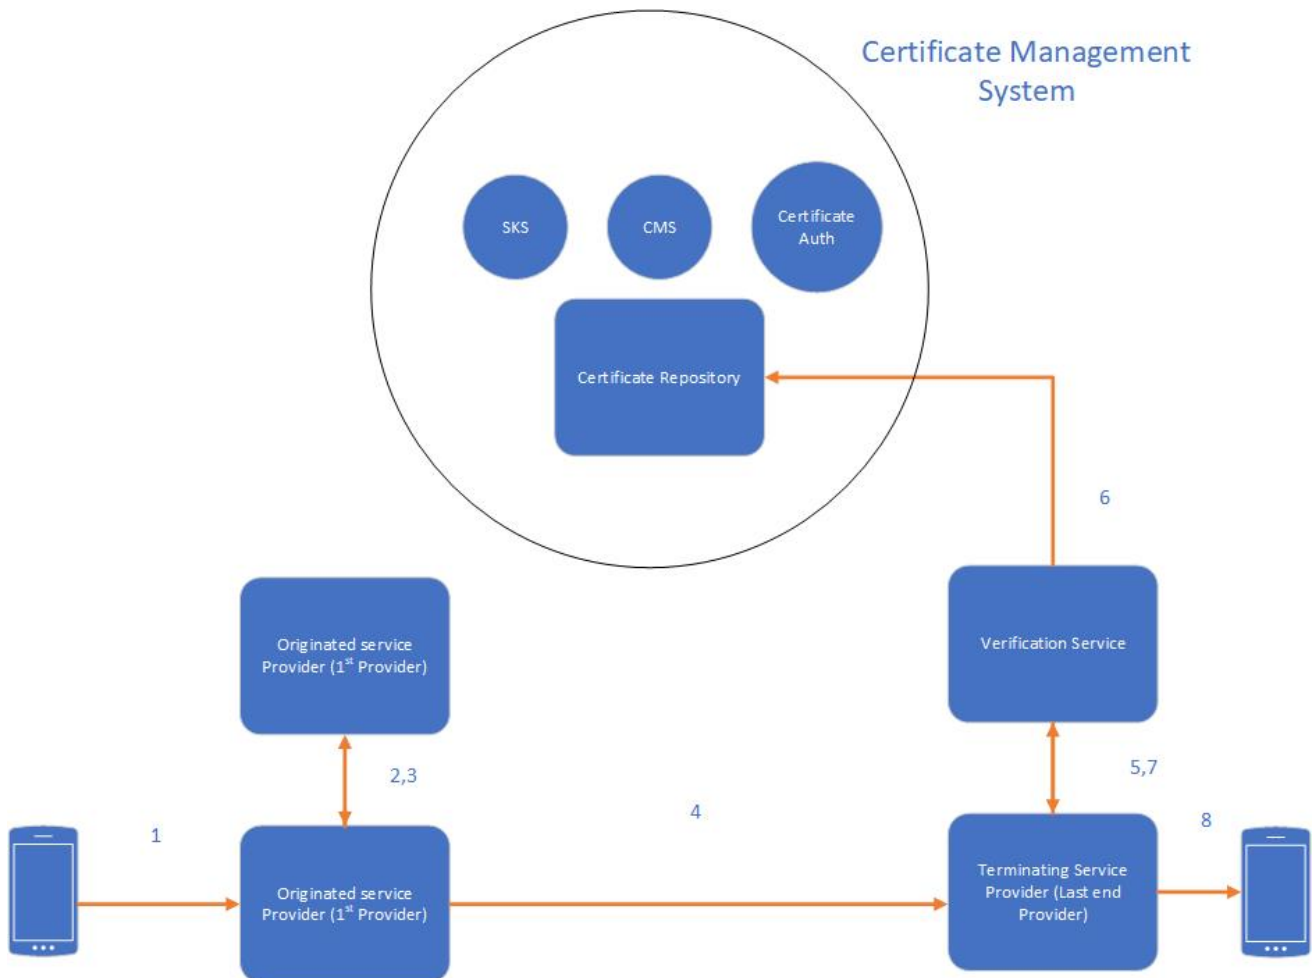 Certificate Management
System
SKS
CMS
Certificate
Auth
Certificate Repository
6
Originated service
Provider (1st Provider)
Verification Service
2,3
5,7
4
1
8
Originated service
Provider (1st Provider)
Terminating Service
Provider (Last end
Provider)